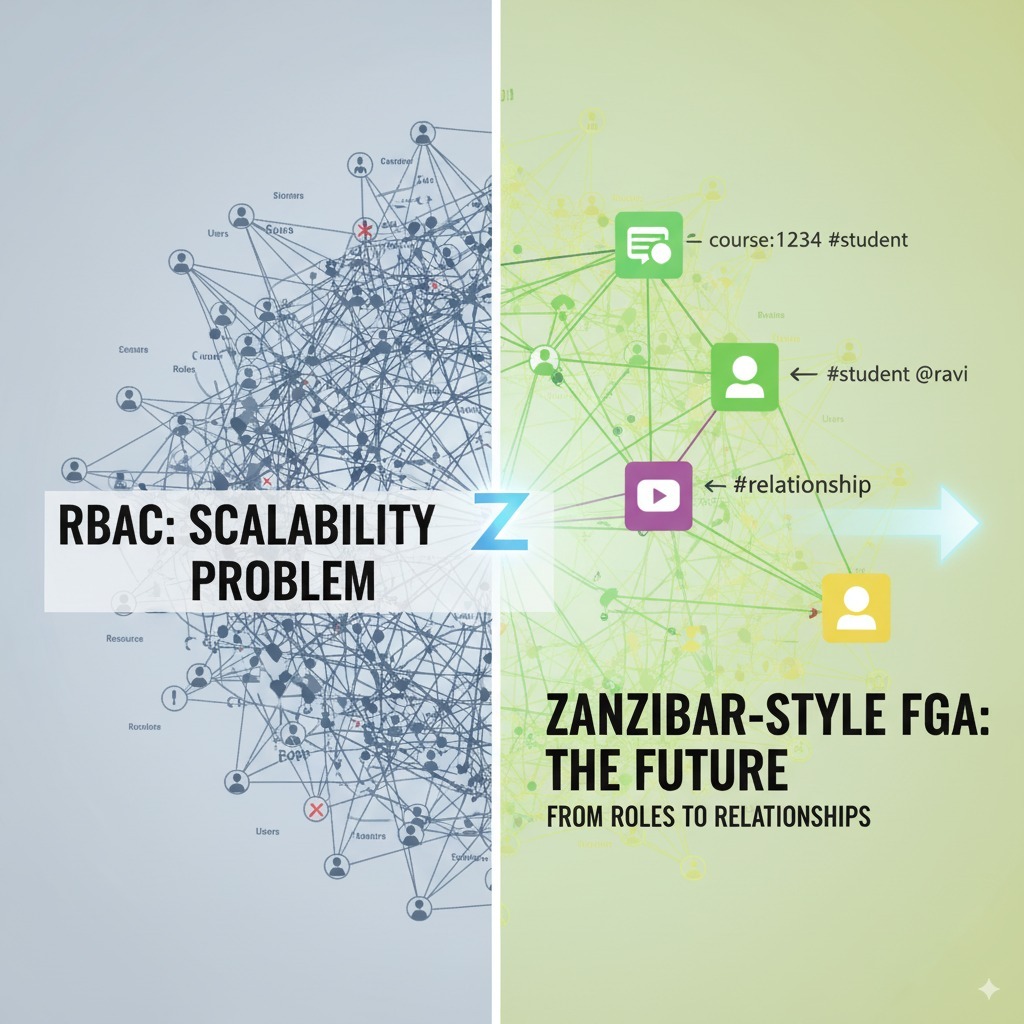 Users
Roles
RBAC: SCALABILITY
PROBLEM
Resource
Users
Z
course:1234 #student
← #student @ravi
← #relationship
Users
ZANZIBAR-STYLE FGA:
THE FUTURE
FROM ROLES TO RELATIONSHIPS